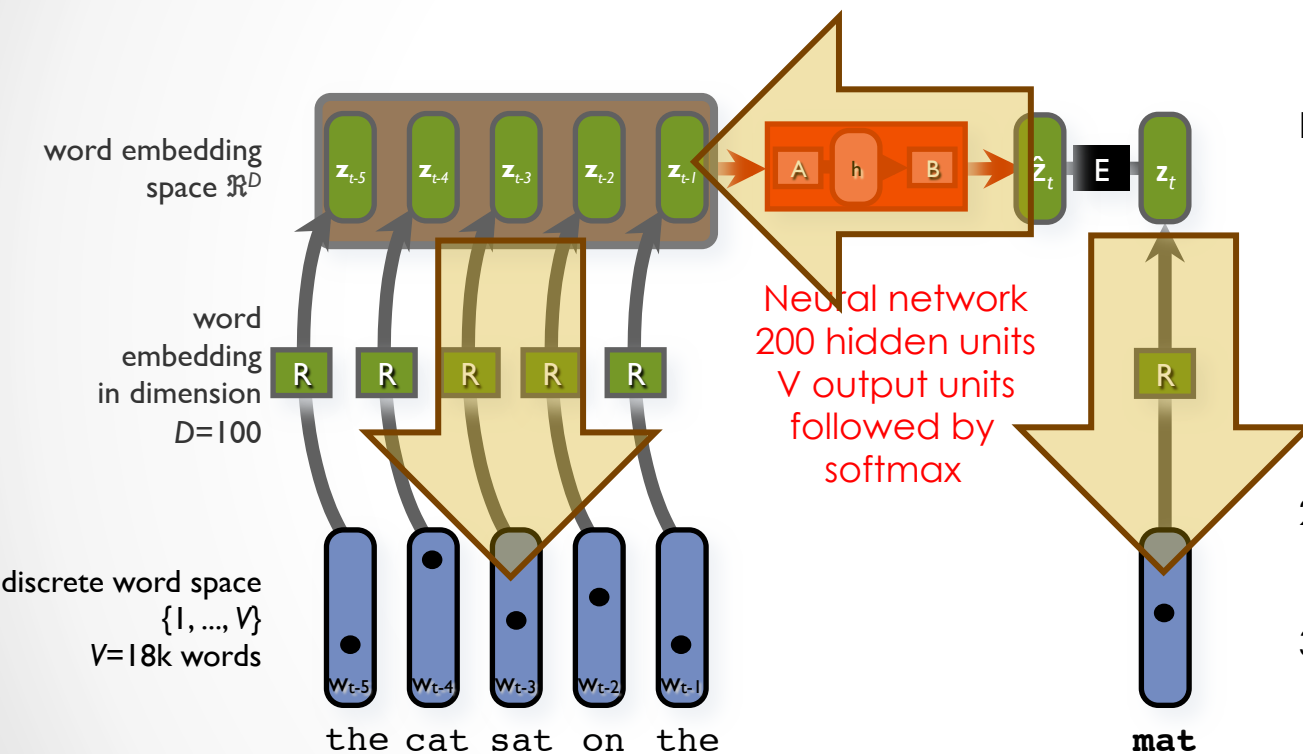 word embedding
space ℜᴰ
z_t-5 z_t-4 z_t-3 z_t-2 z_t-1
A h B
ẑ_t E z_t
word
embedding
in dimension
D=100
R R R R R R
Neural network
200 hidden units
V output units
followed by
softmax
discrete word space
{1, ..., V}
V=18k words
w_t-5 w_t-4 w_t-3 w_t-2 w_t-1
the cat sat on the mat